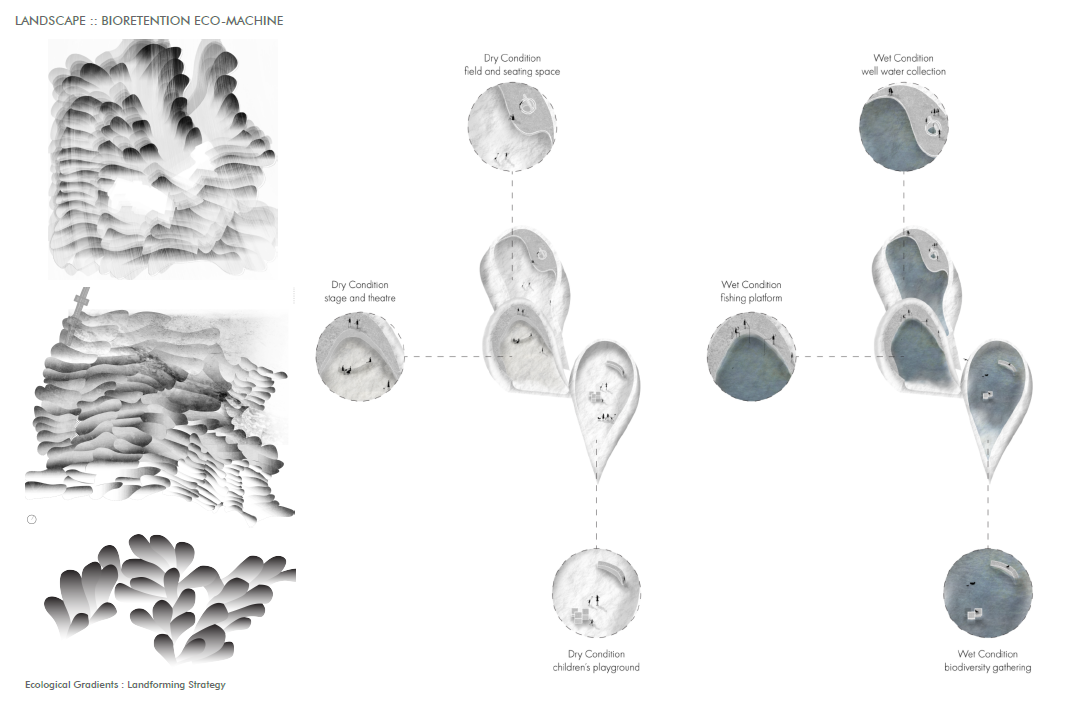 LANDSCAPE :: BIORETENTION ECO-MACHINE
Dry Condition
field and seating space
Wet Condition
well water collection
Dry Condition
stage and theatre
Wet Condition
fishing platform
Dry Condition
children's playground
Wet Condition
biodiversity gathering
Ecological Gradients : Landforming Strategy